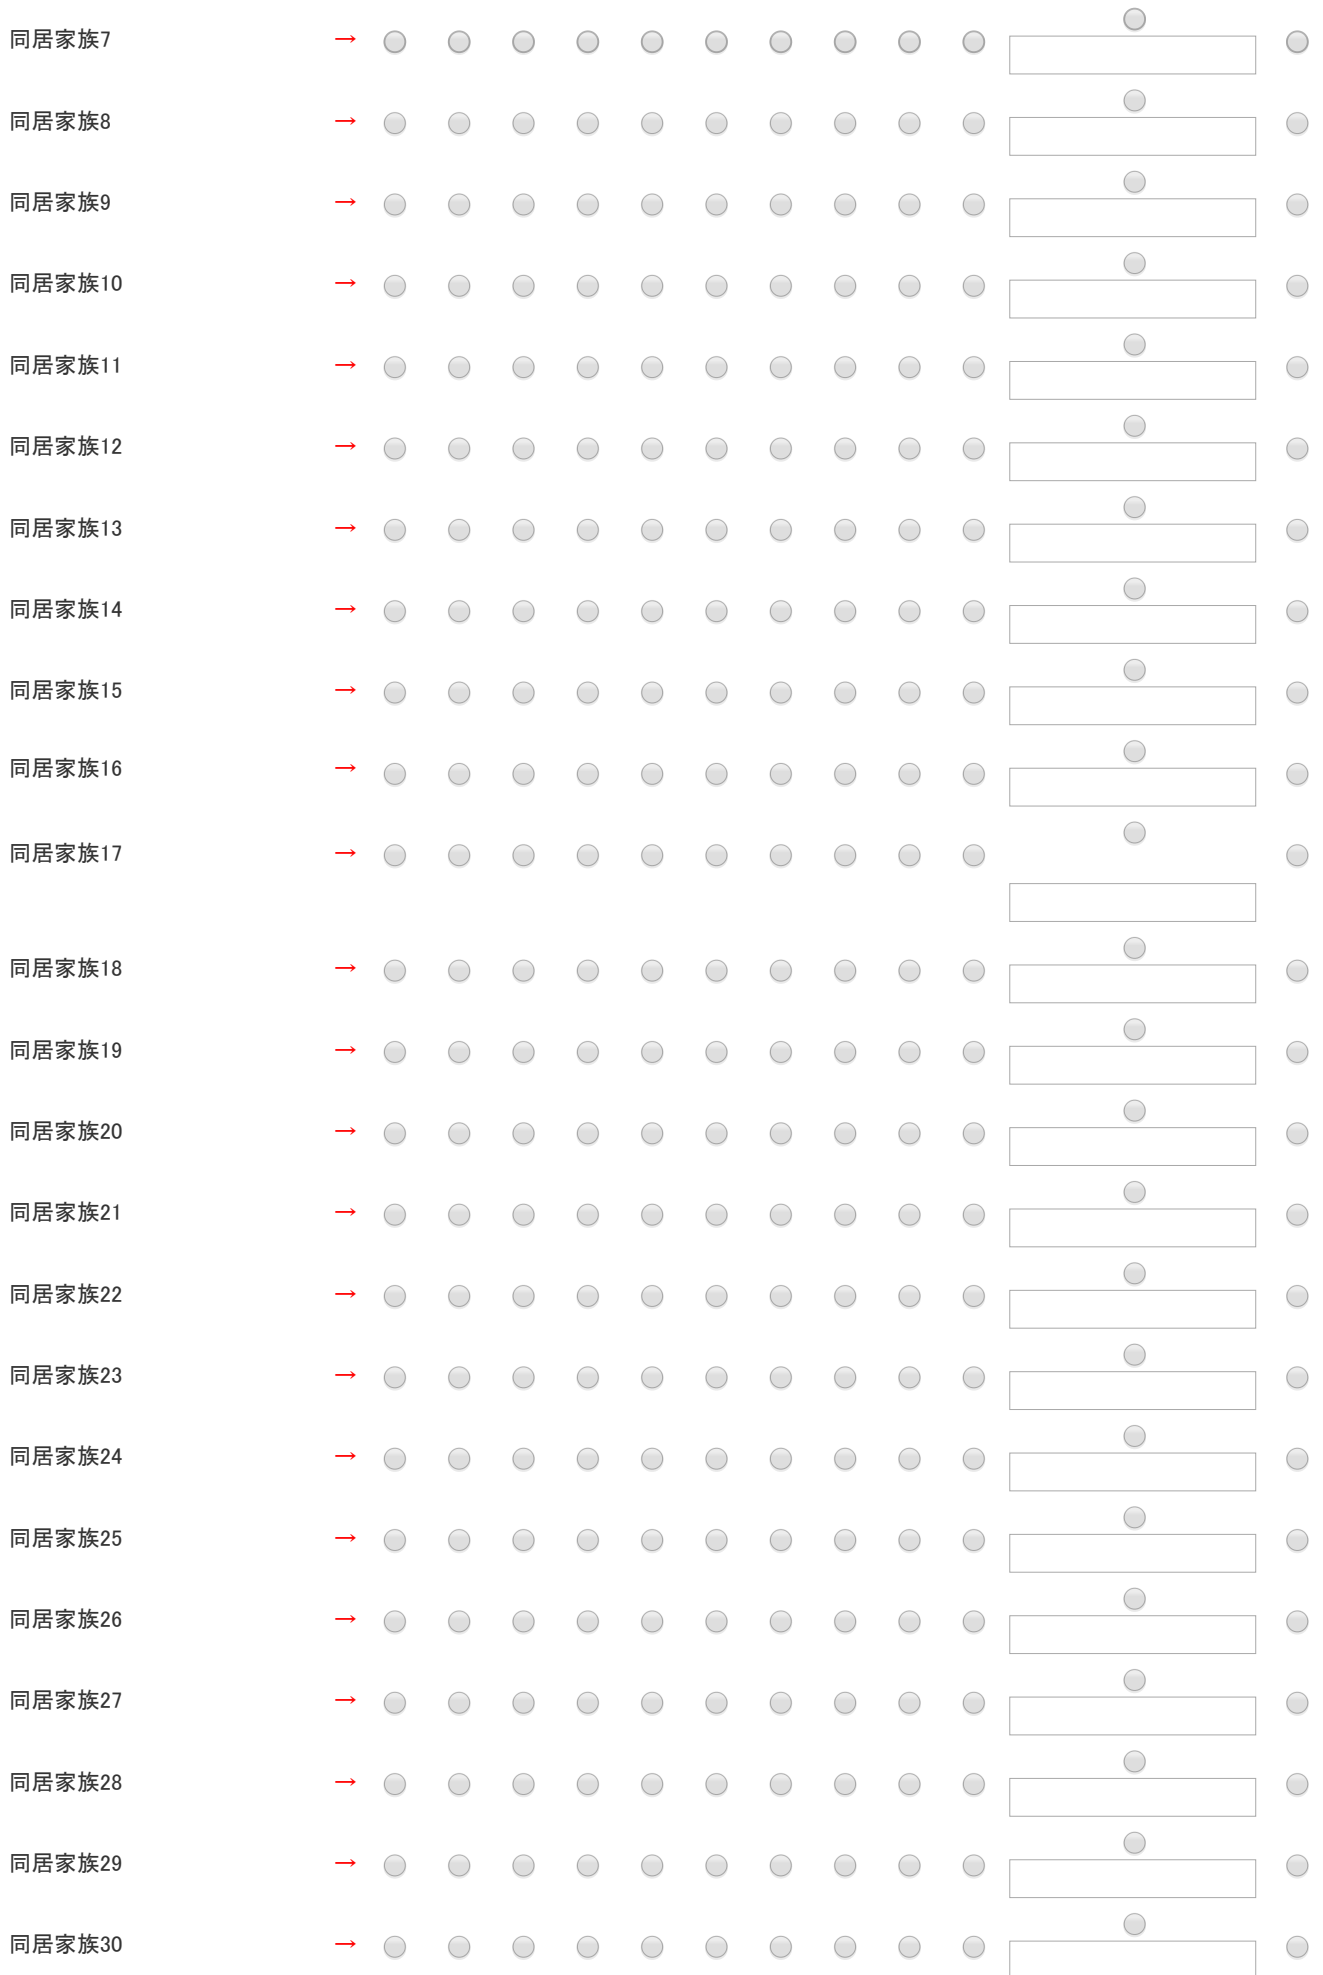 同居家族7 →
同居家族8 →
同居家族9 →
同居家族10 →
同居家族11 →
同居家族12 →
同居家族13 →
同居家族14 →
同居家族15 →
同居家族16 →
同居家族17 →
同居家族18 →
同居家族19 →
同居家族20 →
同居家族21 →
同居家族22 →
同居家族23 →
同居家族24 →
同居家族25 →
同居家族26 →
同居家族27 →
同居家族28 →
同居家族29 →
同居家族30 →